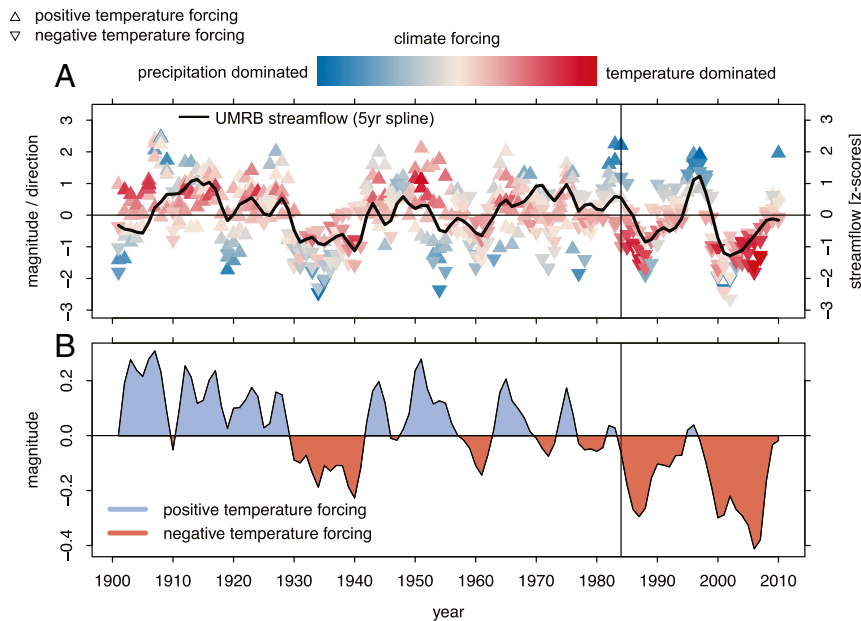 positive temperature forcing
negative temperature forcing
climate forcing
precipitation dominated
temperature dominated
A
UMRB streamflow (5yr spline)
3
2
1
0
−1
−2
−3
magnitude / direction
3
2
1
0
−1
−2
−3
streamflow [z-scores]
B
0.2
0.0
−0.2
−0.4
magnitude
positive temperature forcing
negative temperature forcing
1900 1910 1920 1930 1940 1950 1960 1970 1980 1990 2000 2010
year